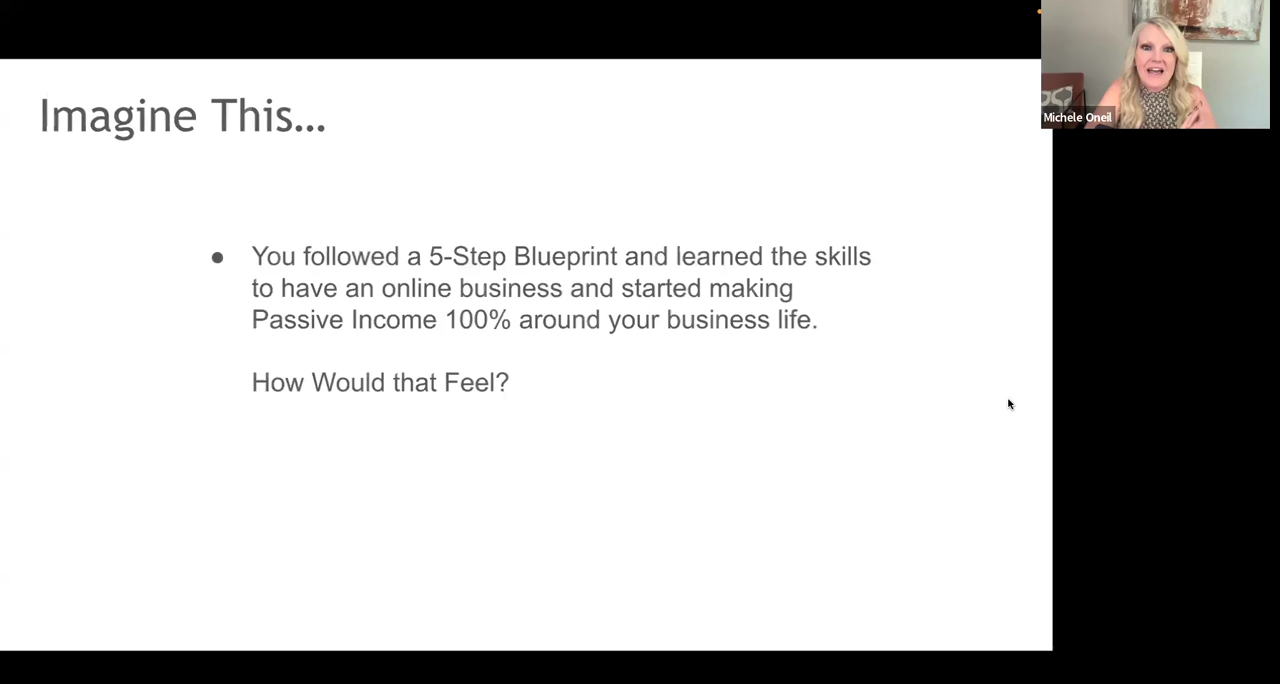 Imagine This...
Michele Oneil
● You followed a 5-Step Blueprint and learned the skills
to have an online business and started making
Passive Income 100% around your business life.
How Would that Feel?